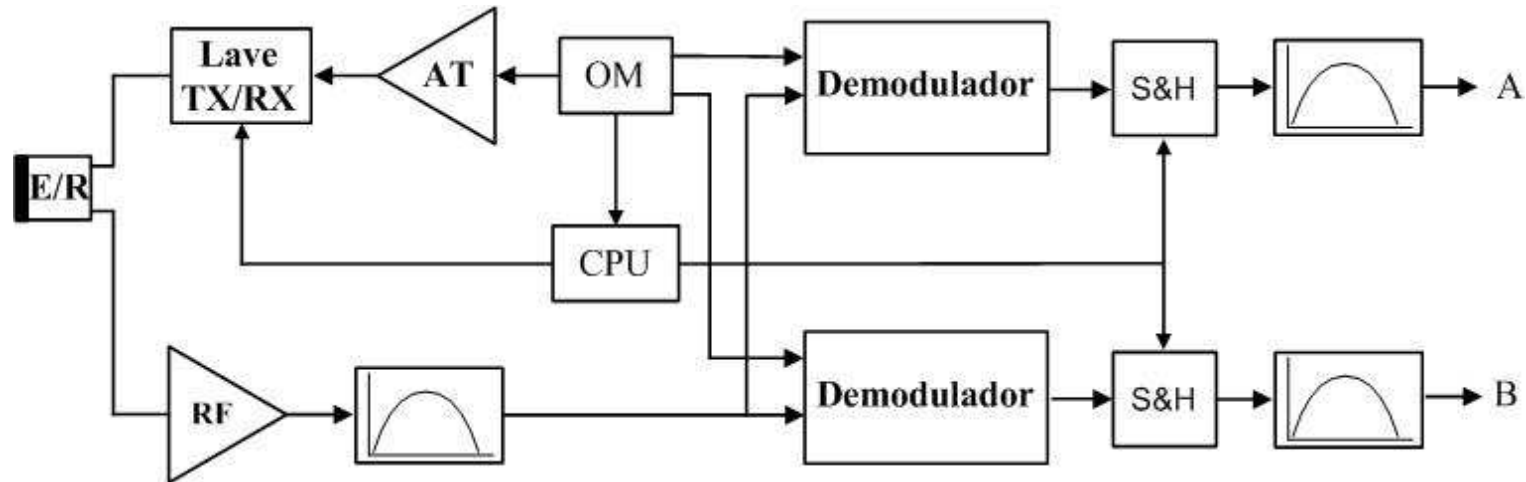 Lave
TX/RX
AT
OM
Demodulador
S&H
A
E/R
CPU
RF
Demodulador
S&H
B